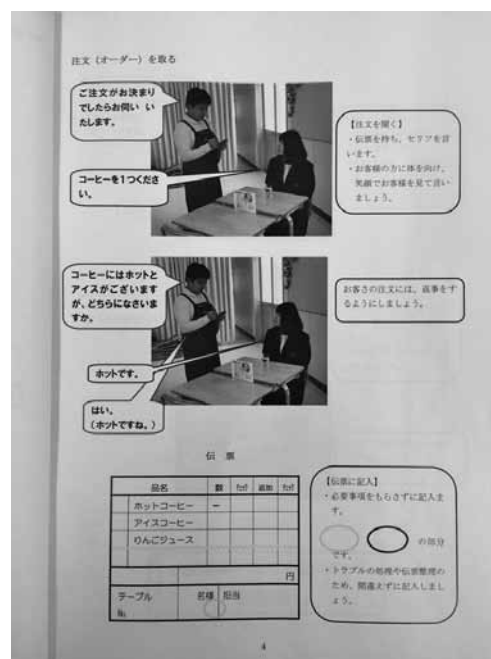 注文（オーダー）を取る
ご注文がお決まり
でしたらお伺い い
たします。
コーヒーを1つくださ
い。
【注文を聞く】
・伝票を持ち、セリフを言
います。
・お客様の方に体を向け、
笑顔でお客様を見て言い
ましょう。
コーヒーにはホットと
アイスがございます
が、どちらになさいま
すか。
ホットです。
はい。
（ホットですね。）
お客さの注文には、返事をす
るようにしましょう。
伝 票
品名 数 ﾁｪｯｸ 追加 ﾁｪｯｸ
ホットコーヒー 一
アイスコーヒー
りんごジュース
円
テーブル 名様 担当
№
【伝票に記入】
・必要事項をもらさずに記入ま
す。
の部分
です。
・トラブルの処理や伝票整理の
ため、間違えずに記入しまし
ょう。
4